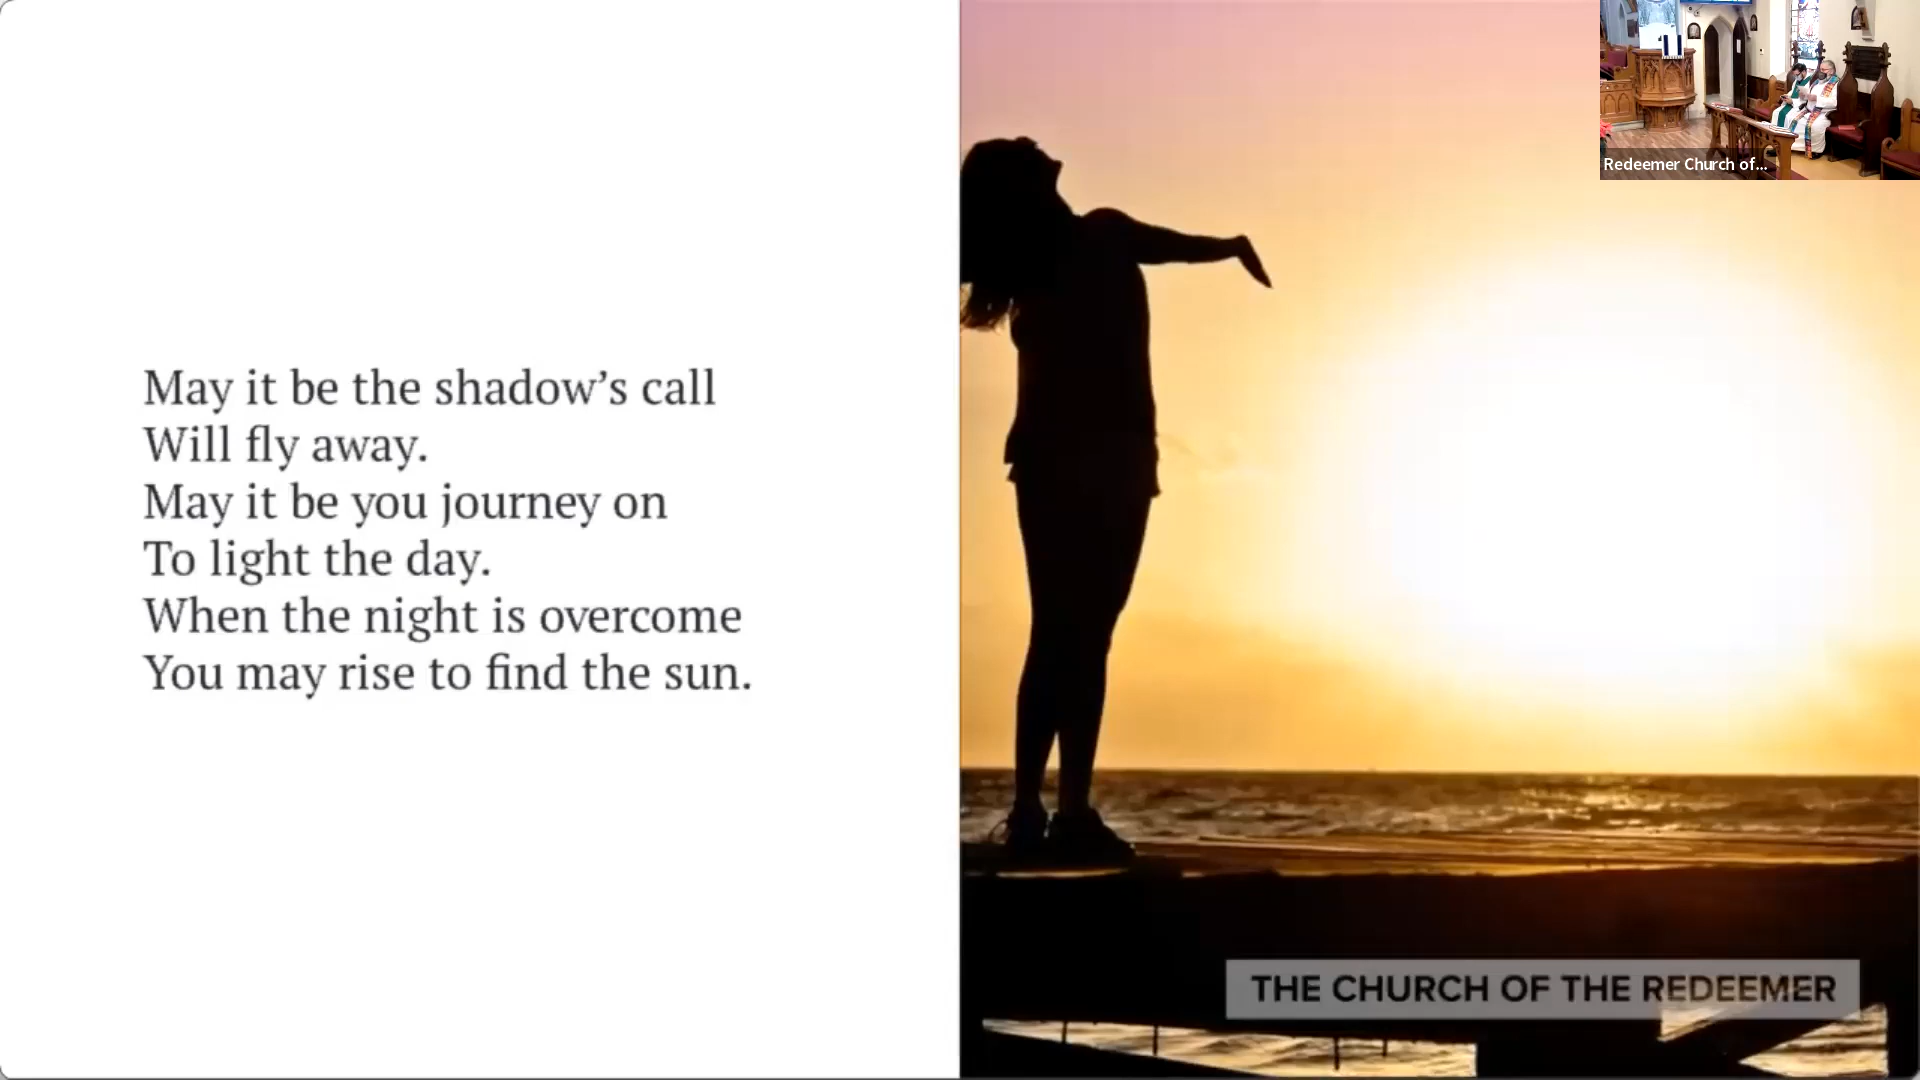 May it be the shadow’s call
Will fly away.
May it be you journey on
To light the day.
When the night is overcome
You may rise to find the sun.
Redeemer Church of...
THE CHURCH OF THE REDEEMER